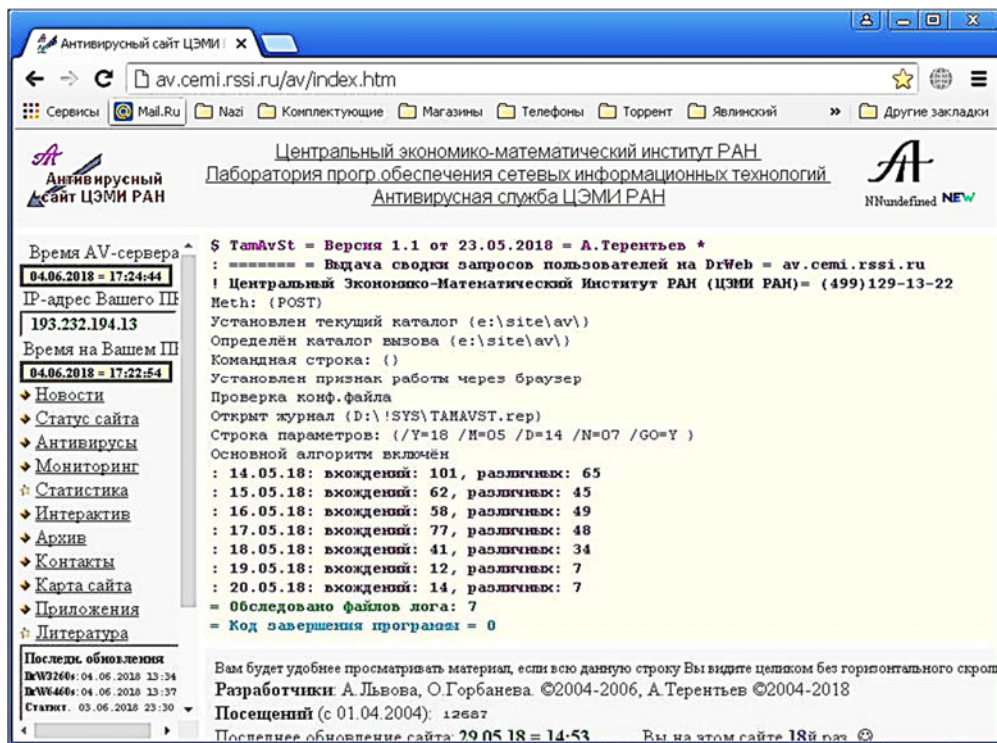 Антивирусный сайт ЦЭМИ
av.cemi.rssi.ru/av/index.htm
Сервисы Mail.Ru Nazi Комплектующие Магазины Телефоны Торрент Явлинский » Другие закладки
Антивирусный
сайт ЦЭМИ РАН
Центральный экономико-математический институт РАН
Лаборатория прогр.обеспечения сетевых информационных технологий
Антивирусная служба ЦЭМИ РАН
NNundefined NEW
Время AV-сервера
04.06.2018 = 17:24:44
IP-адрес Вашего ПК
193.232.194.13
Время на Вашем ПК
04.06.2018 = 17:22:54
Новости
Статус сайта
Антивирусы
Мониторинг
Статистика
Интерактив
Архив
Контакты
Карта сайта
Приложения
Литература
Последн. обновления
DrW3260s:04.06.2018 13:34
DrW6460s:04.06.2018 13:37
Статист. 03.06.2018 23:30
$ TamAvSt = Версия 1.1 от 23.05.2018 = А.Терентьев *
: ======= = Выдача сводки запросов пользователей на DrWeb = av.cemi.rssi.ru
! Центральный Экономико-Математический Институт РАН (ЦЭМИ РАН)= (499)129-13-22
Meth: (POST)
Установлен текущий каталог (e:\site\av\)
Определён каталог вызова (e:\site\av\)
Командная строка: {}
Установлен признак работы через браузер
Проверка конф.файла
Открыт журнал (D:\!SYS\TAMAVST.rep)
Строка параметров: {/Y=18 /M=05 /D=14 /N=07 /GO=Y }
Основной алгоритм включён
: 14.05.18: вхождений: 101, различных: 65
: 15.05.18: вхождений: 62, различных: 45
: 16.05.18: вхождений: 58, различных: 49
: 17.05.18: вхождений: 77, различных: 48
: 18.05.18: вхождений: 41, различных: 34
: 19.05.18: вхождений: 12, различных: 7
: 20.05.18: вхождений: 14, различных: 7
= Обследовано файлов лога: 7
= Код завершения программы = 0
Вам будет удобнее просматривать материал, если всю данную строку Вы видите целиком без горизонтального скрол
Разработчики: А.Львова, О.Горбанева. ©2004-2006, А.Терентьев ©2004-2018
Посещений (с 01.04.2004): 12687
Последнее обновление сайта: 29.05.18 = 14:53 Вы на этом сайте 18й раз.